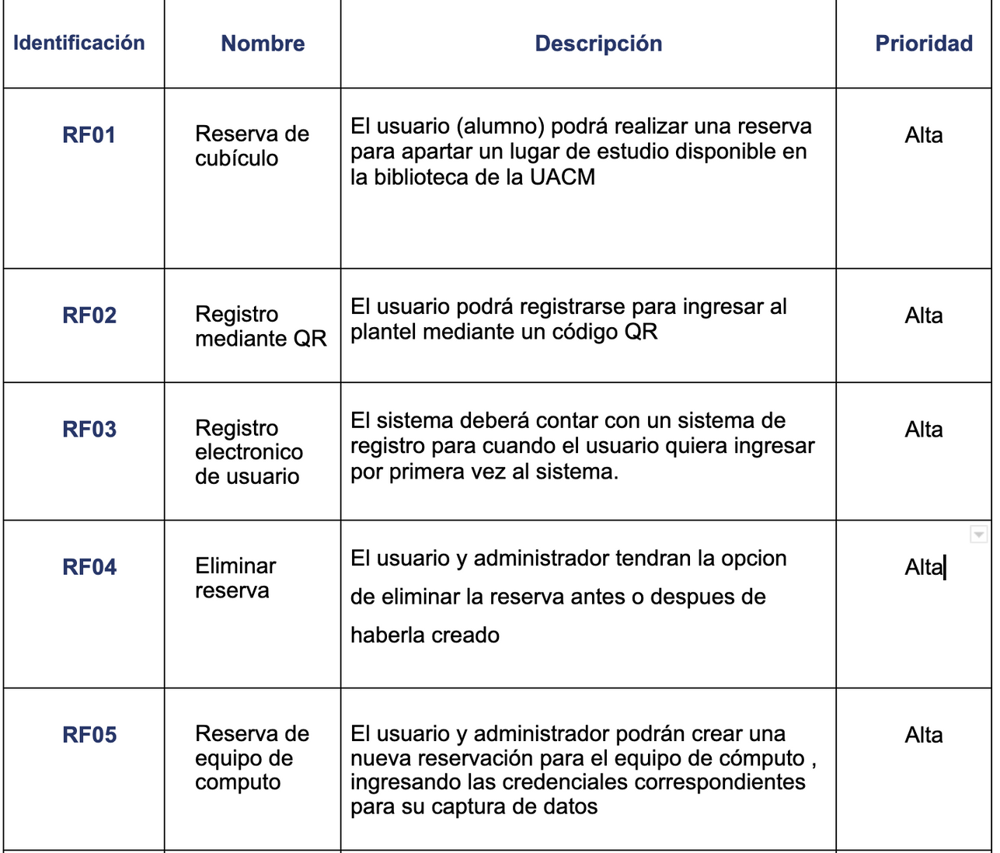 Identificación Nombre Descripción Prioridad
RF01 Reserva de El usuario (alumno) podrá realizar una reserva Alta
cubículo para apartar un lugar de estudio disponible en
la biblioteca de la UACM
RF02 Registro El usuario podrá registrarse para ingresar al Alta
mediante QR plantel mediante un código QR
RF03 Registro El sistema deberá contar con un sistema de Alta
electronico registro para cuando el usuario quiera ingresar
de usuario por primera vez al sistema.
RF04 Eliminar El usuario y administrador tendran la opcion Alta
reserva de eliminar la reserva antes o despues de
haberla creado
RF05 Reserva de El usuario y administrador podrán crear una Alta
equipo de nueva reservación para el equipo de cómputo ,
computo ingresando las credenciales correspondientes
para su captura de datos